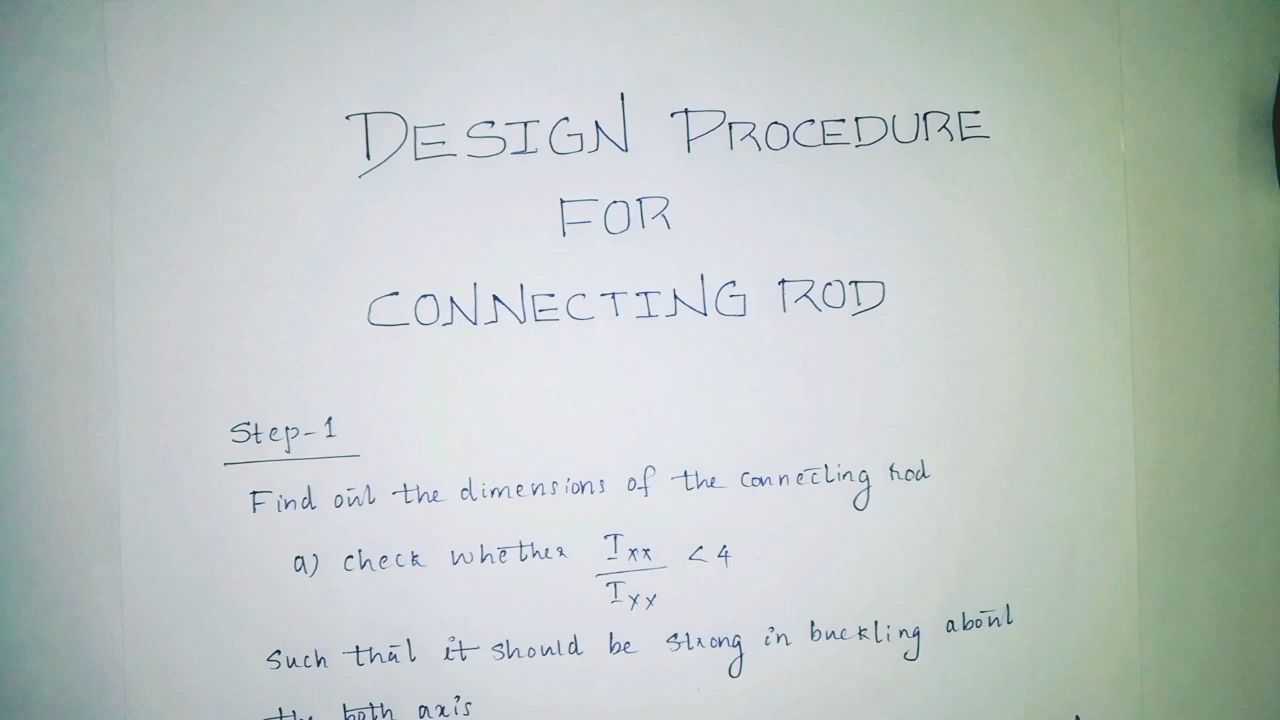 DESIGN PROCEDURE
FOR
CONNECTING ROD
Step-1
Find out the dimensions of the connecting rod
a) check whether Ixx / IYY < 4
Such that it should be strong in buckling about
the both axis